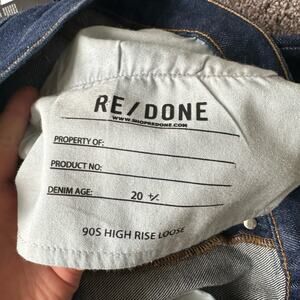 RE/DONE
WWW.SHOPREDONE.COM
PROPERTY OF:
PRODUCT NO:
DENIM AGE: 20 +/-
90S HIGH RISE LOOSE